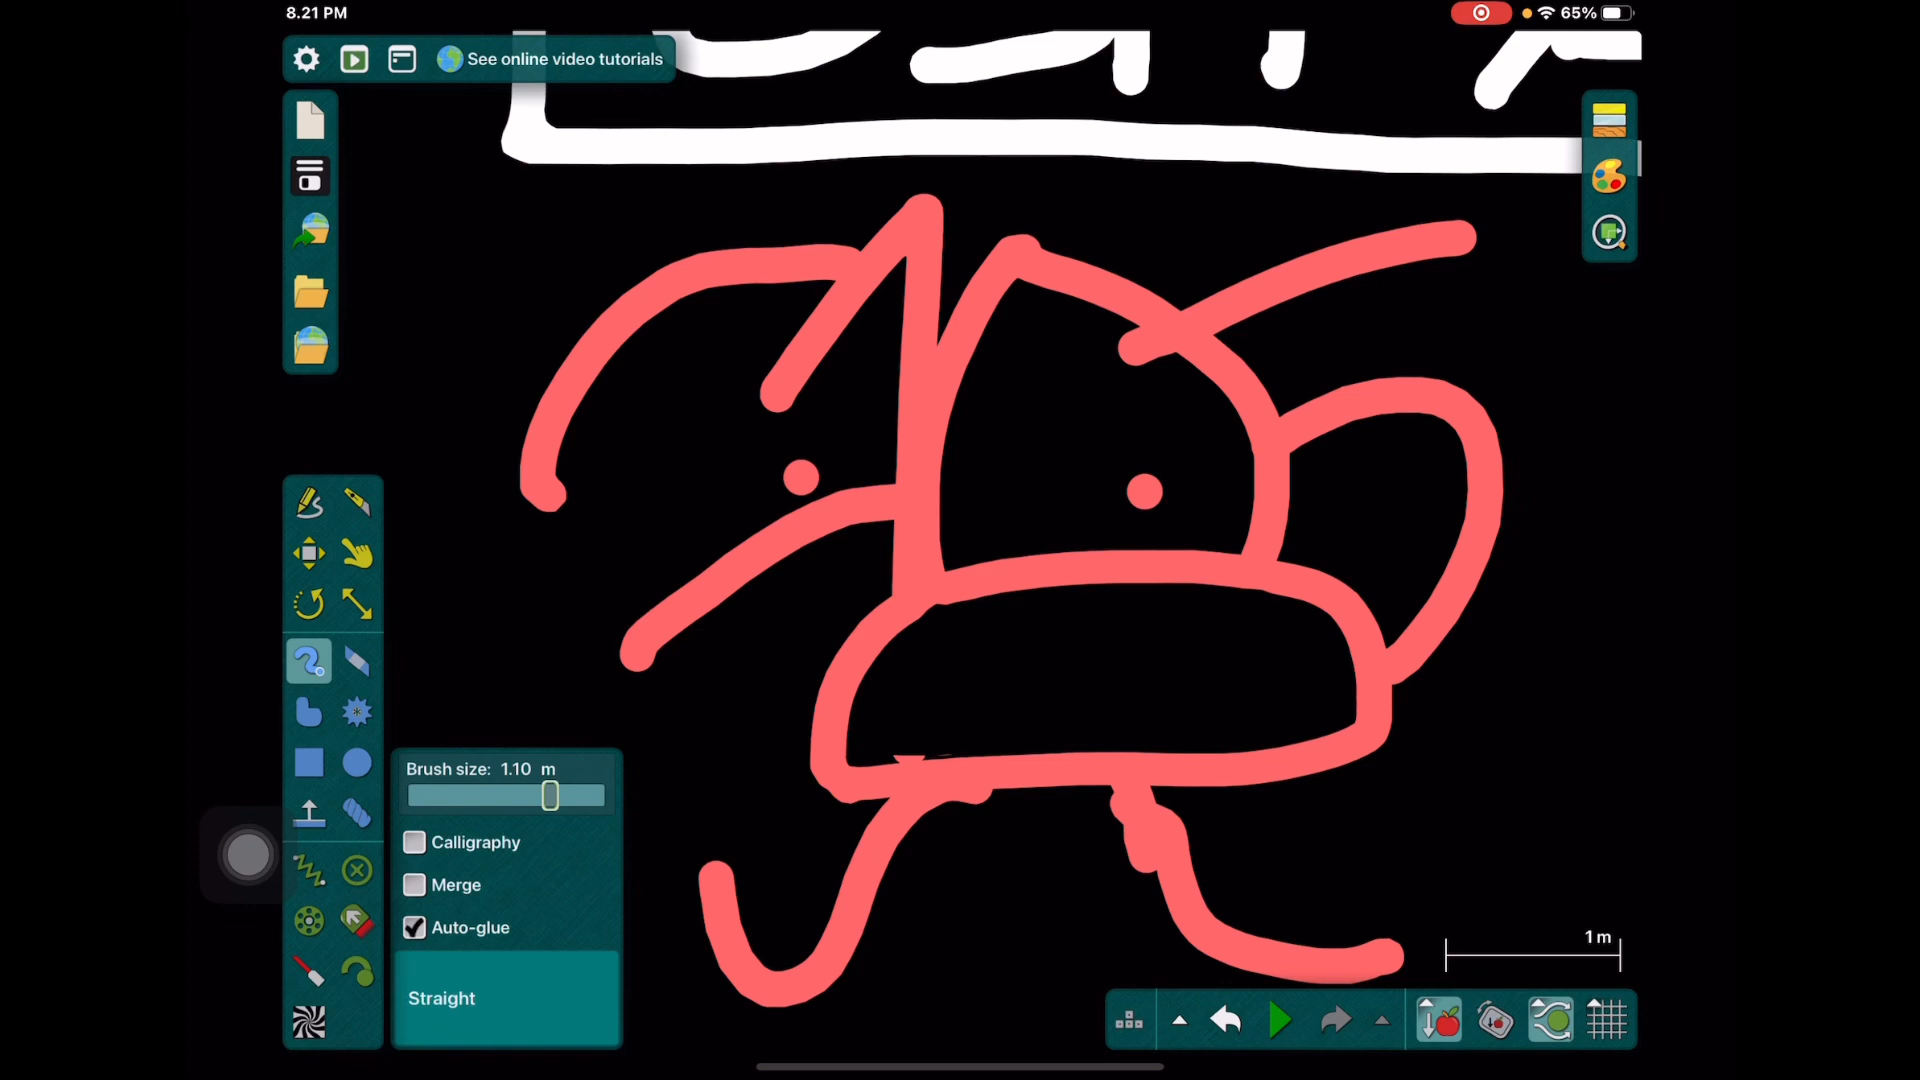 8.21 PM
65%
See online video tutorials
Brush size: 1.10 m
Calligraphy
Merge
Auto-glue
Straight
1 m